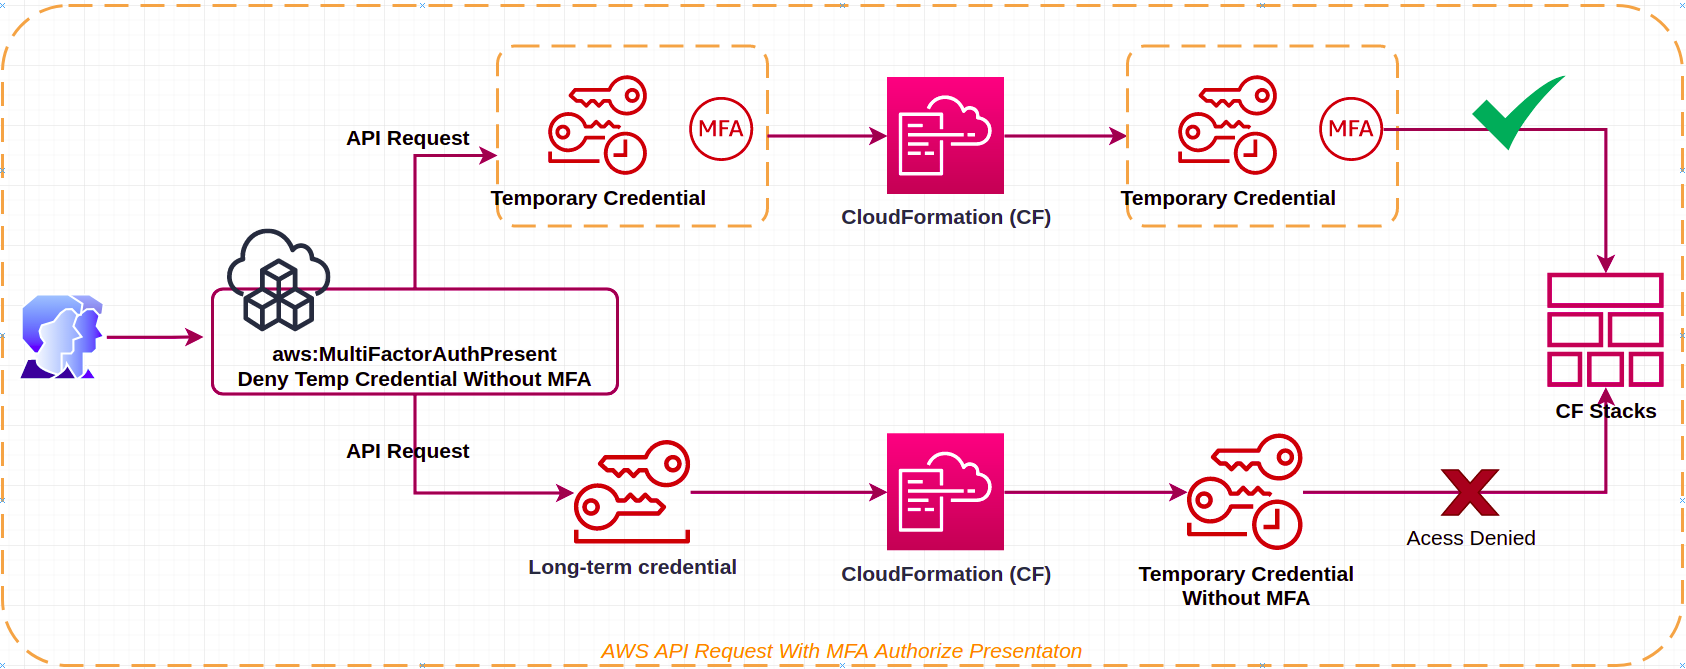 API Request
MFA
Temporary Credential
CloudFormation (CF)
MFA
Temporary Credential
aws:MultiFactorAuthPresent
Deny Temp Credential Without MFA
CF Stacks
API Request
Long-term credential
CloudFormation (CF)
Temporary Credential
Without MFA
Acess Denied
AWS API Request With MFA Authorize Presentaton